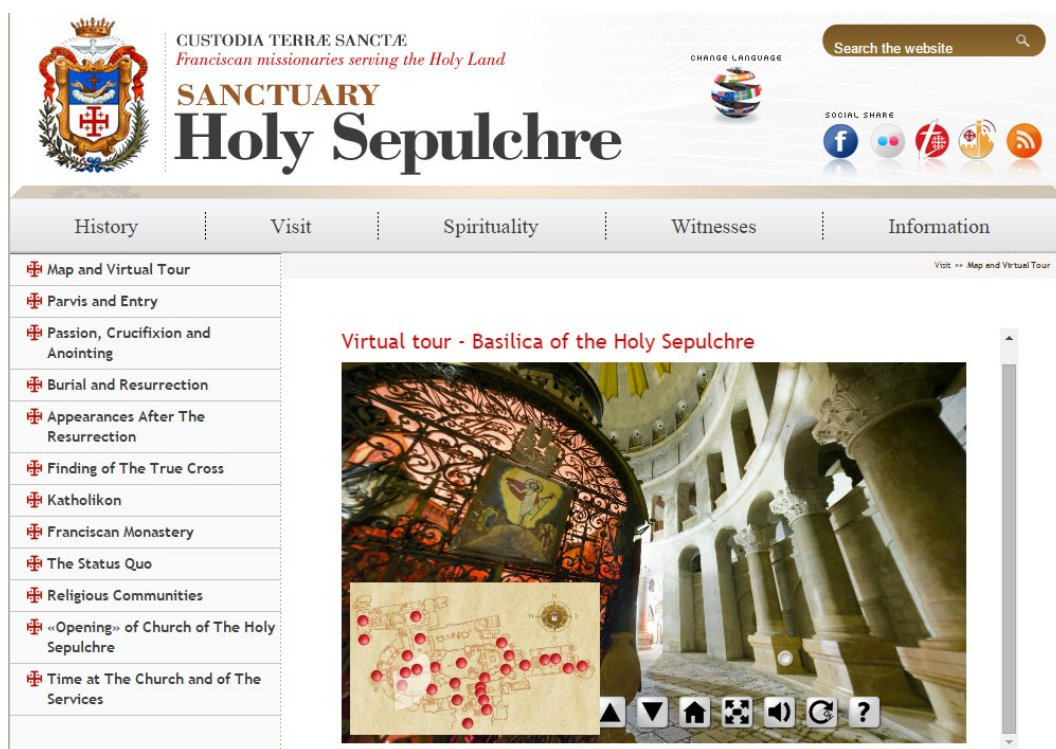 CUSTODIA TERRÆ SANCTÆ
Franciscan missionaries serving the Holy Land
SANCTUARY
Holy Sepulchre
CHANGE LANGUAGE
Search the website
SOCIAL SHARE
History
Visit
Spirituality
Witnesses
Information
Visit >> Map and Virtual Tour
Map and Virtual Tour
Parvis and Entry
Passion, Crucifixion and
Anointing
Burial and Resurrection
Appearances After The
Resurrection
Finding of The True Cross
Katholikon
Franciscan Monastery
The Status Quo
Religious Communities
«Opening» of Church of The Holy
Sepulchre
Time at The Church and of The
Services
Virtual tour - Basilica of the Holy Sepulchre
N
W
E
?